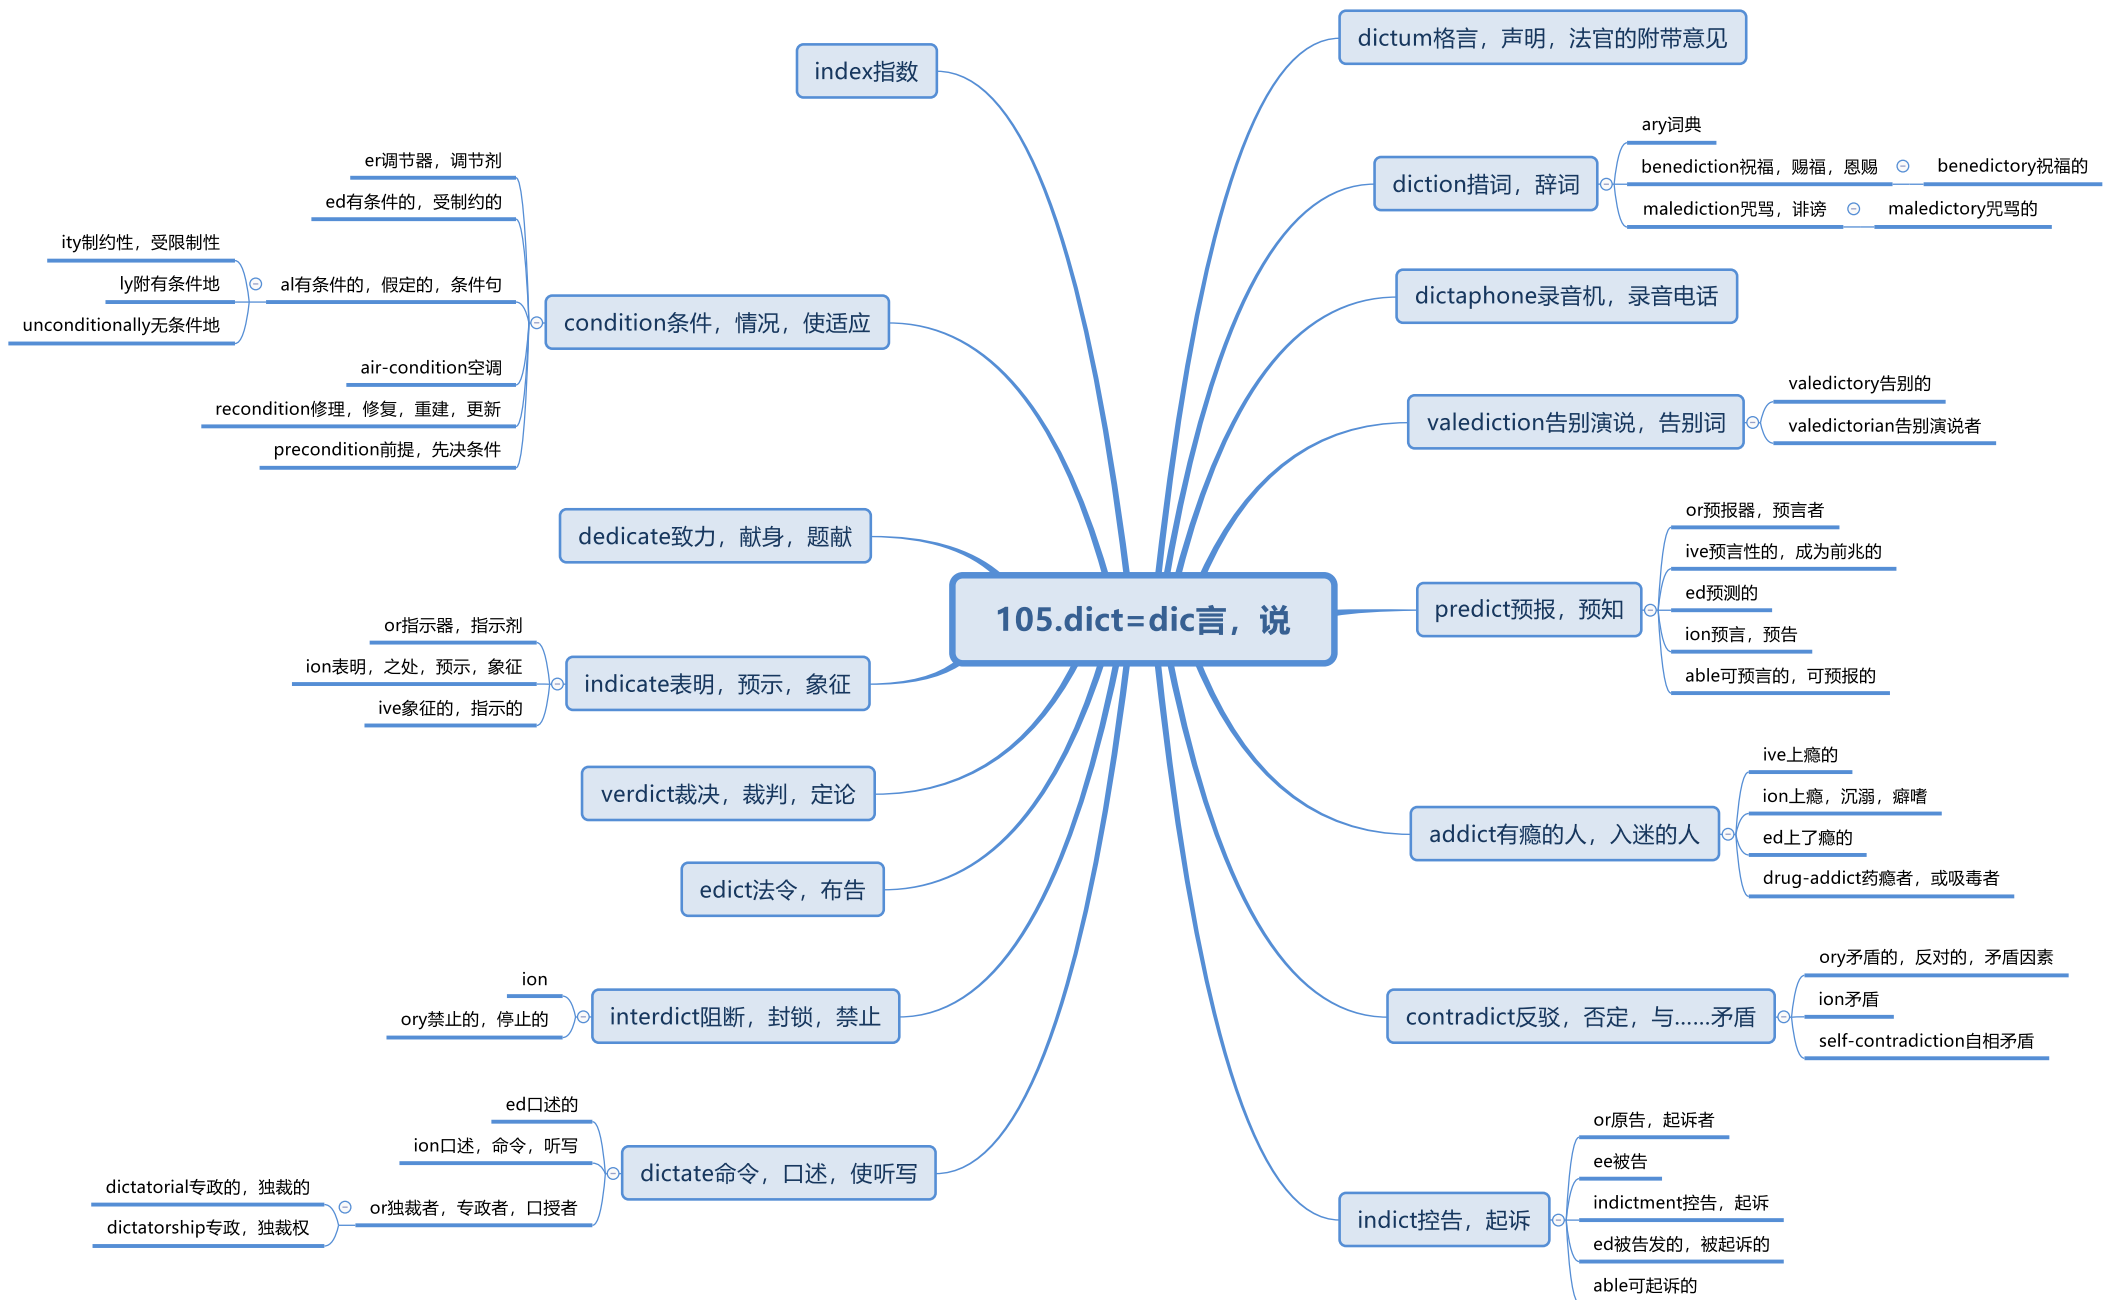 105.dict=dic言，说
dictum格言，声明，法官的附带意见
diction措词，辞词
ary词典
benediction祝福，赐福，恩赐
benedictory祝福的
malediction咒骂，诽谤
maledictory咒骂的
dictaphone录音机，录音电话
valediction告别演说，告别词
valedictory告别的
valedictorian告别演说者
predict预报，预知
or预报器，预言者
ive预言性的，成为前兆的
ed预测的
ion预言，预告
able可预言的，可预报的
addict有瘾的人，入迷的人
ive上瘾的
ion上瘾，沉溺，癖嗜
ed上了瘾的
drug-addict药瘾者，或吸毒者
contradict反驳，否定，与……矛盾
ory矛盾的，反对的，矛盾因素
ion矛盾
self-contradiction自相矛盾
indict控告，起诉
or原告，起诉者
ee被告
indictment控告，起诉
ed被告发的，被起诉的
able可起诉的
index指数
condition条件，情况，使适应
er调节器，调节剂
ed有条件的，受制约的
al有条件的，假定的，条件句
ity制约性，受限制性
ly附有条件地
unconditionally无条件地
air-condition空调
recondition修理，修复，重建，更新
precondition前提，先决条件
dedicate致力，献身，题献
indicate表明，预示，象征
or指示器，指示剂
ion表明，之处，预示，象征
ive象征的，指示的
verdict裁决，裁判，定论
edict法令，布告
interdict阻断，封锁，禁止
ion
ory禁止的，停止的
dictate命令，口述，使听写
ed口述的
ion口述，命令，听写
or独裁者，专政者，口授者
dictatorial专政的，独裁的
dictatorship专政，独裁权